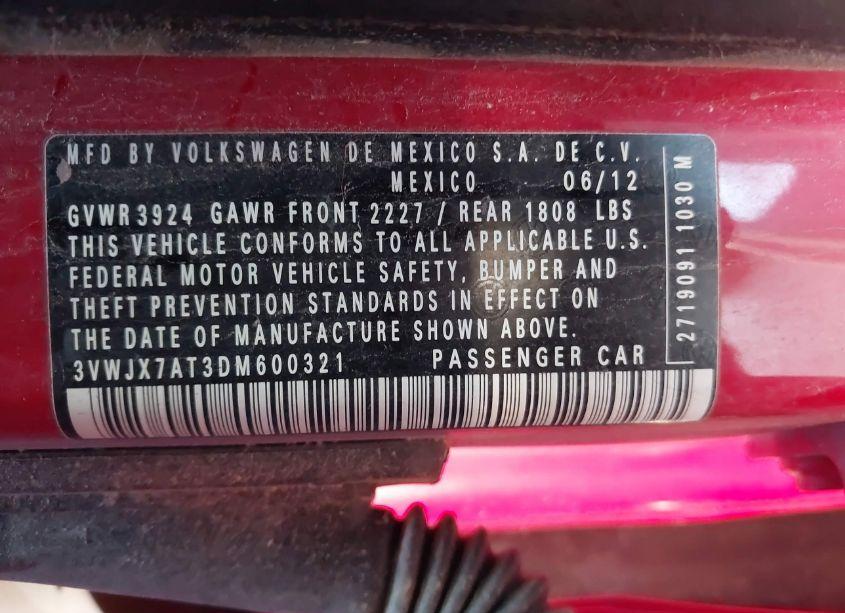 MFD BY VOLKSWAGEN DE MEXICO S.A. DE C.V.
MEXICO 06/12
GVWR 3924 GAWR FRONT 2227 / REAR 1808 LBS
THIS VEHICLE CONFORMS TO ALL APPLICABLE U.S.
FEDERAL MOTOR VEHICLE SAFETY, BUMPER AND
THEFT PREVENTION STANDARDS IN EFFECT ON
THE DATE OF MANUFACTURE SHOWN ABOVE.
3VWJX7AT3DM600321 PASSENGER CAR
2719091 1030 M